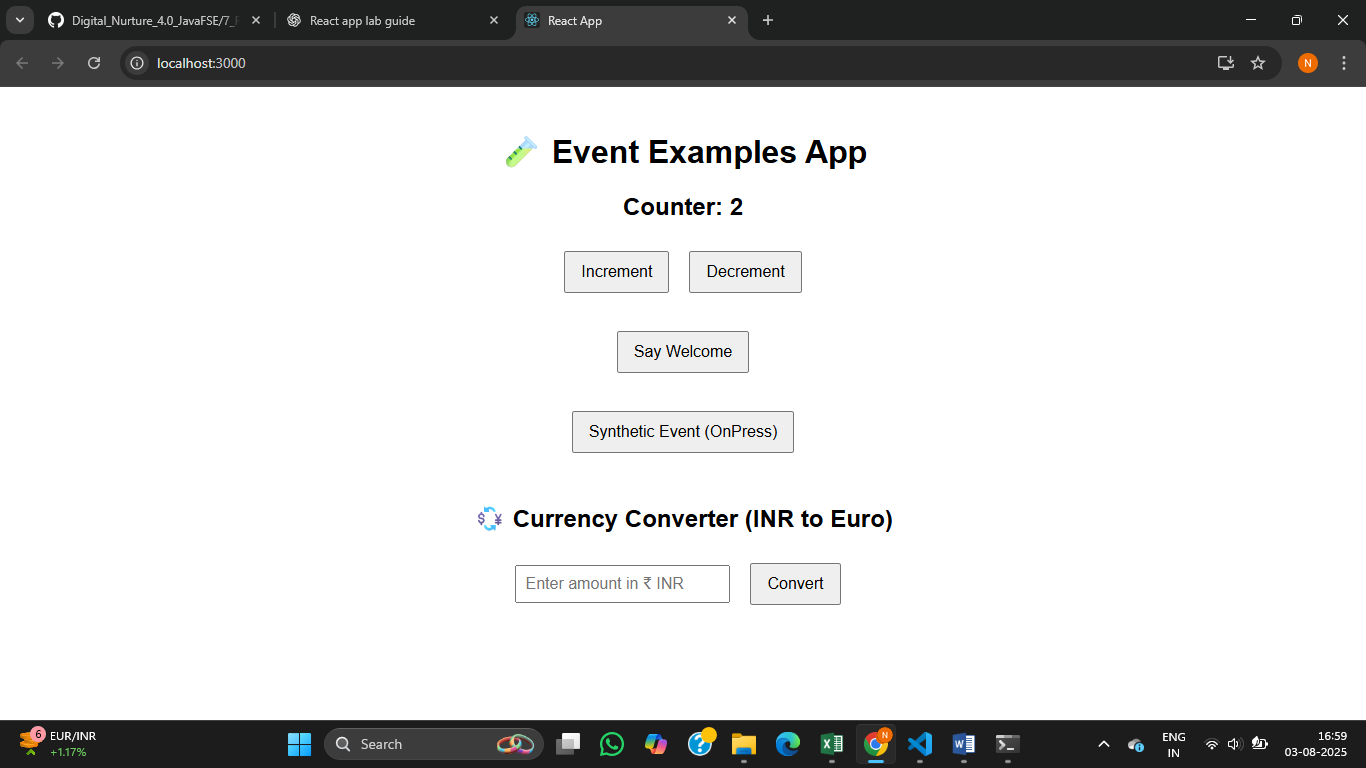 Digital_Nurture_4.0_JavaFSE/7_
React app lab guide
React App
localhost:3000
N
Event Examples App
Counter: 2
Increment Decrement
Say Welcome
Synthetic Event (OnPress)
Currency Converter (INR to Euro)
Enter amount in ₹ INR Convert
6
EUR/INR
+1.17%
Search
N
ENG
IN
16:59
03-08-2025